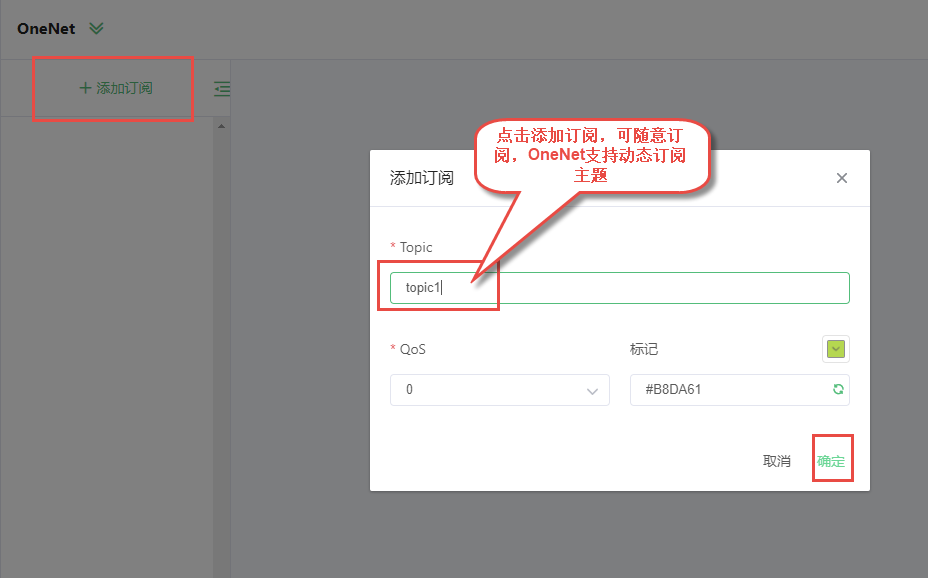 OneNet
+ 添加订阅
点击添加订阅，可随意订
阅，OneNet支持动态订阅
主题
添加订阅
* Topic
topic1
* QoS
标记
0
#B8DA61
取消
确定